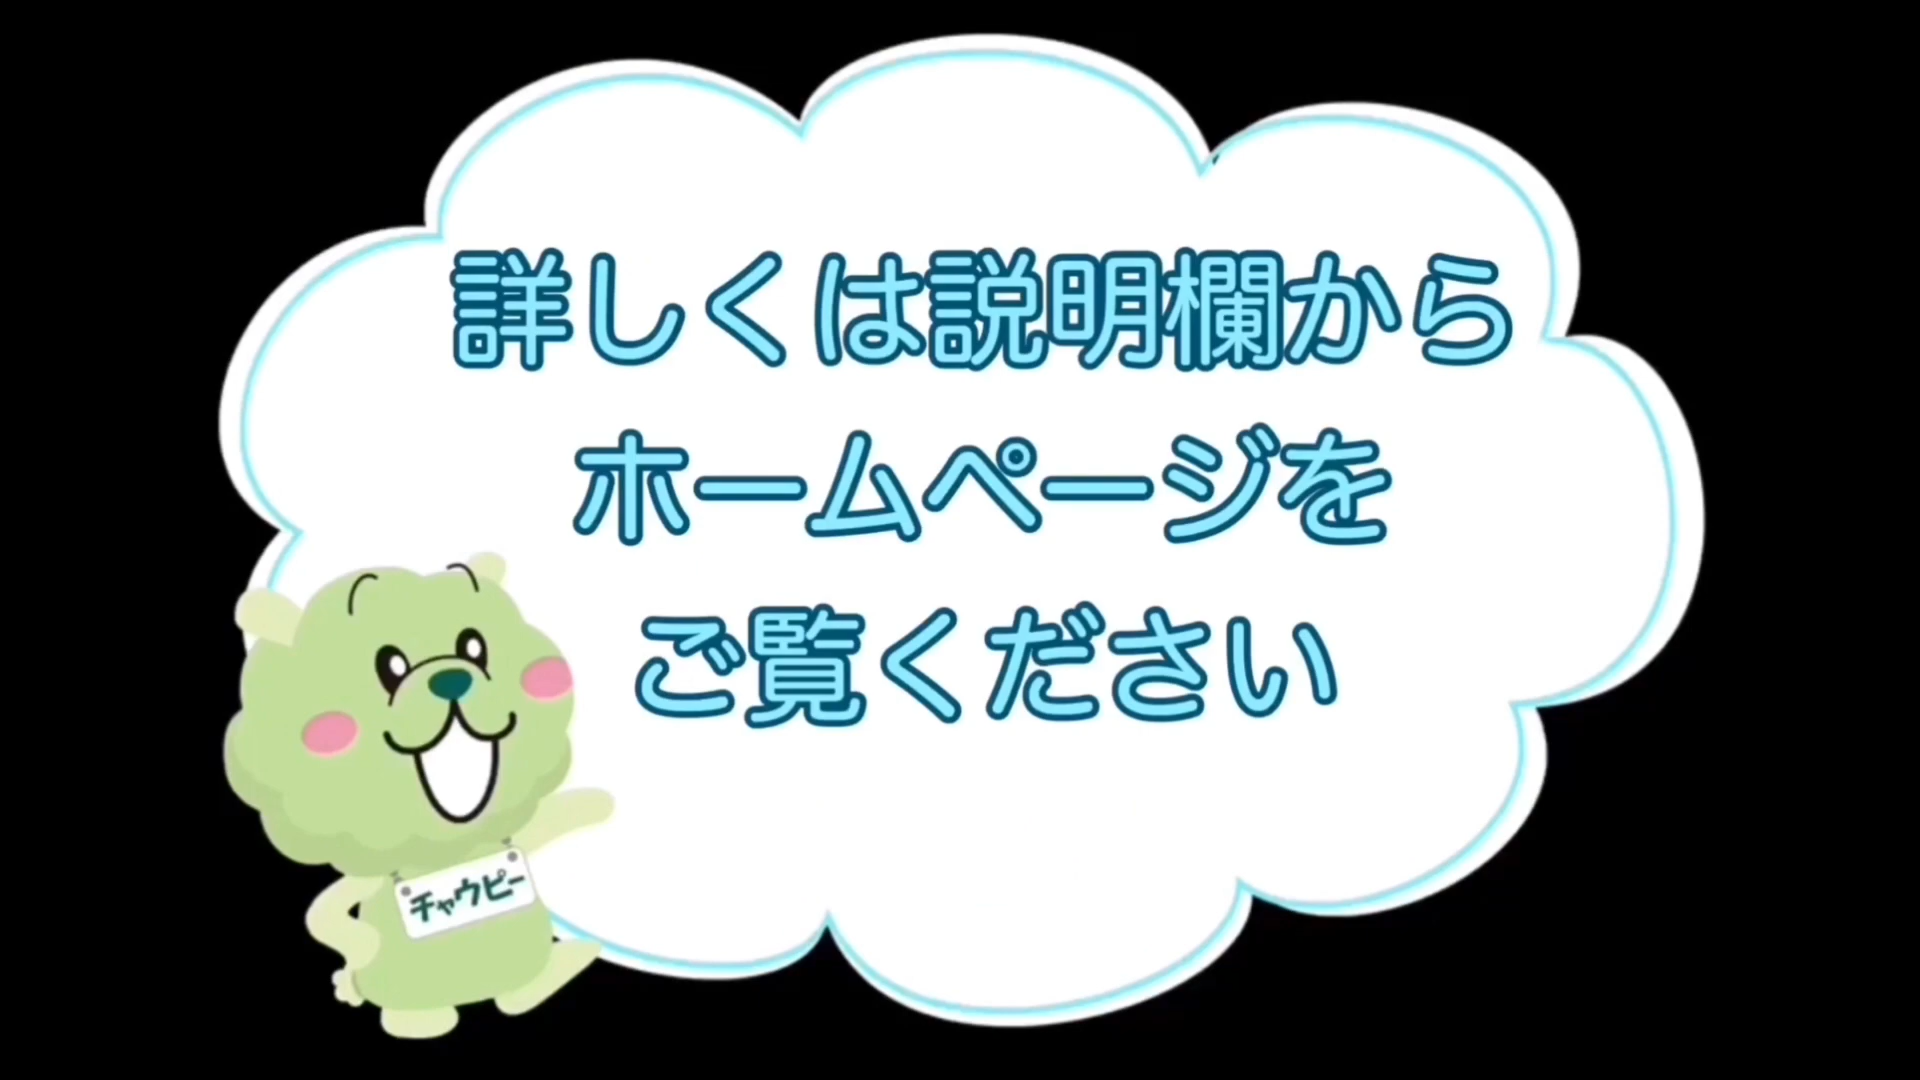 詳しくは説明欄から
ホームページを
ご覧ください
チャウピー